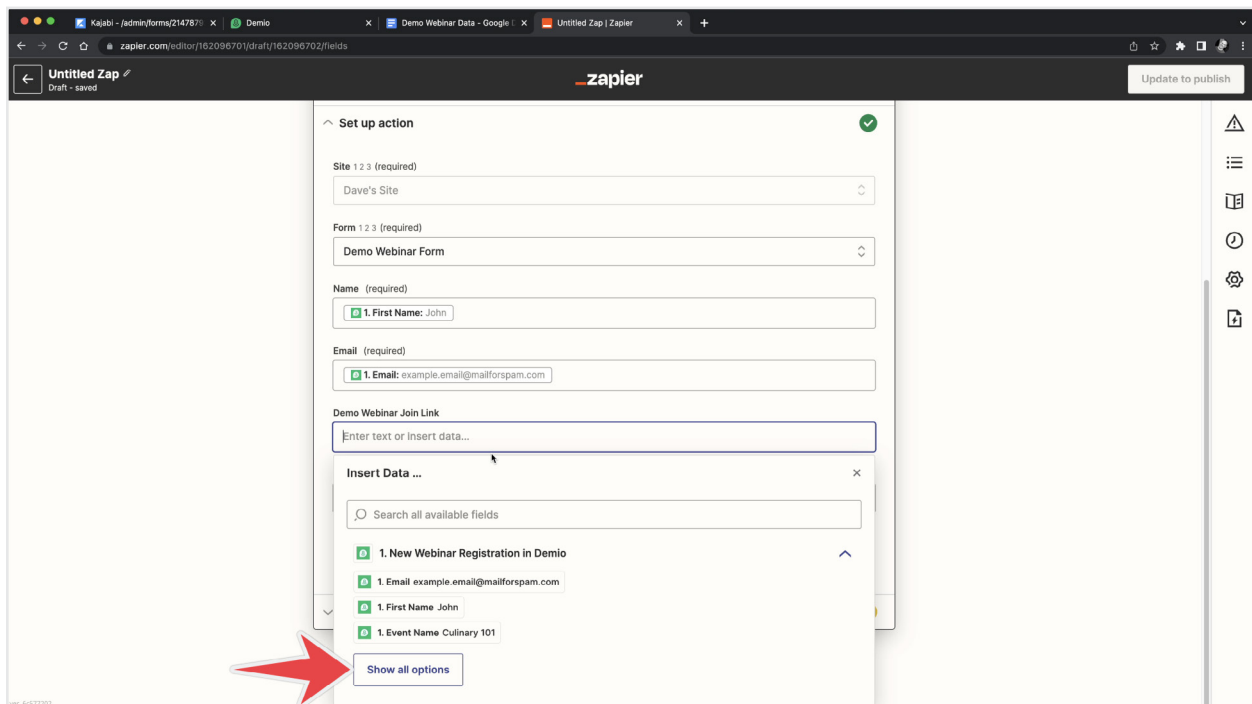 Kajabi - /admin/forms/2147879
Demio
Demo Webinar Data - Google
Untitled Zap | Zapier
zapier.com/editor/162096701/draft/162096702/fields
Untitled Zap
Draft - saved
_zapier
Update to publish
Set up action
Site 1 2 3 (required)
Dave's Site
Form 1 2 3 (required)
Demo Webinar Form
Name (required)
1. First Name: John
Email (required)
1. Email: example.email@mailforspam.com
Demo Webinar Join Link
Enter text or insert data...
Insert Data ...
Search all available fields
1. New Webinar Registration in Demio
1. Email example.email@mailforspam.com
1. First Name John
1. Event Name Culinary 101
Show all options